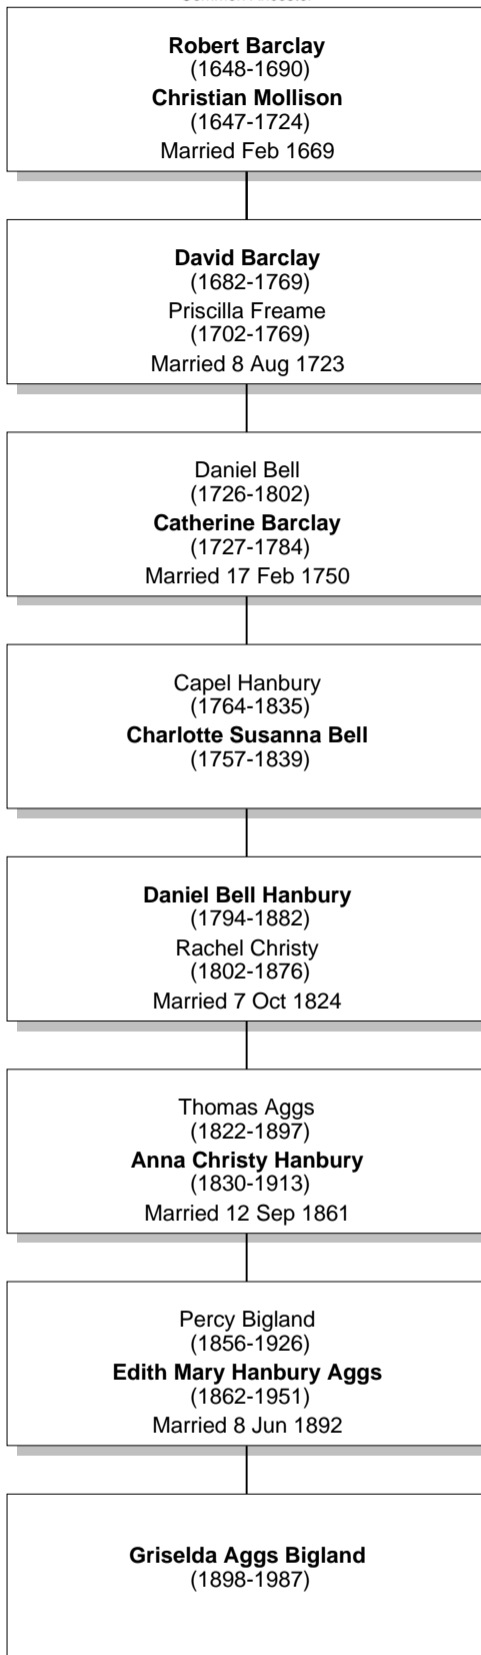 Robert Barclay
(1648-1690)
Christian Mollison
(1647-1724)
Married Feb 1669
David Barclay
(1682-1769)
Priscilla Freame
(1702-1769)
Married 8 Aug 1723
Daniel Bell
(1726-1802)
Catherine Barclay
(1727-1784)
Married 17 Feb 1750
Capel Hanbury
(1764-1835)
Charlotte Susanna Bell
(1757-1839)
Daniel Bell Hanbury
(1794-1882)
Rachel Christy
(1802-1876)
Married 7 Oct 1824
Thomas Aggs
(1822-1897)
Anna Christy Hanbury
(1830-1913)
Married 12 Sep 1861
Percy Bigland
(1856-1926)
Edith Mary Hanbury Aggs
(1862-1951)
Married 8 Jun 1892
Griselda Aggs Bigland
(1898-1987)